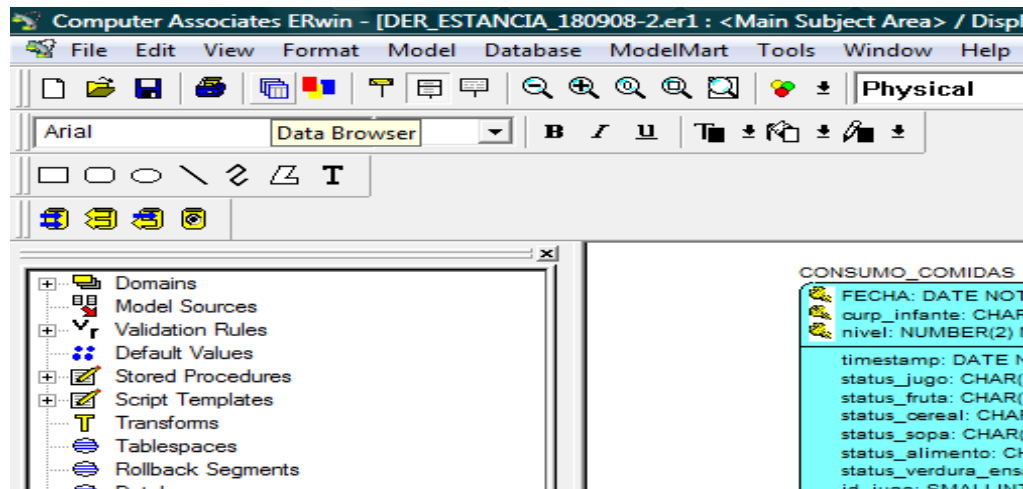 Computer Associates ERwin - [DER_ESTANCIA_180908-2.er1 : <Main Subject Area> / Displ
File Edit View Format Model Database ModelMart Tools Window Help
Physical
Arial
Data Browser
B I U T
T
Domains
Model Sources
Validation Rules
Default Values
Stored Procedures
Script Templates
Transforms
Tablespaces
Rollback Segments
CONSUMO_COMIDAS
FECHA: DATE NOT
curp_infante: CHAR
nivel: NUMBER(2) N
timestamp: DATE N
status_jugo: CHAR(
status_fruta: CHAR(
status_cereal: CHAR
status_sopa: CHAR(
status_alimento: CH
status_verdura_ensa
id_jugo: SMALLINT